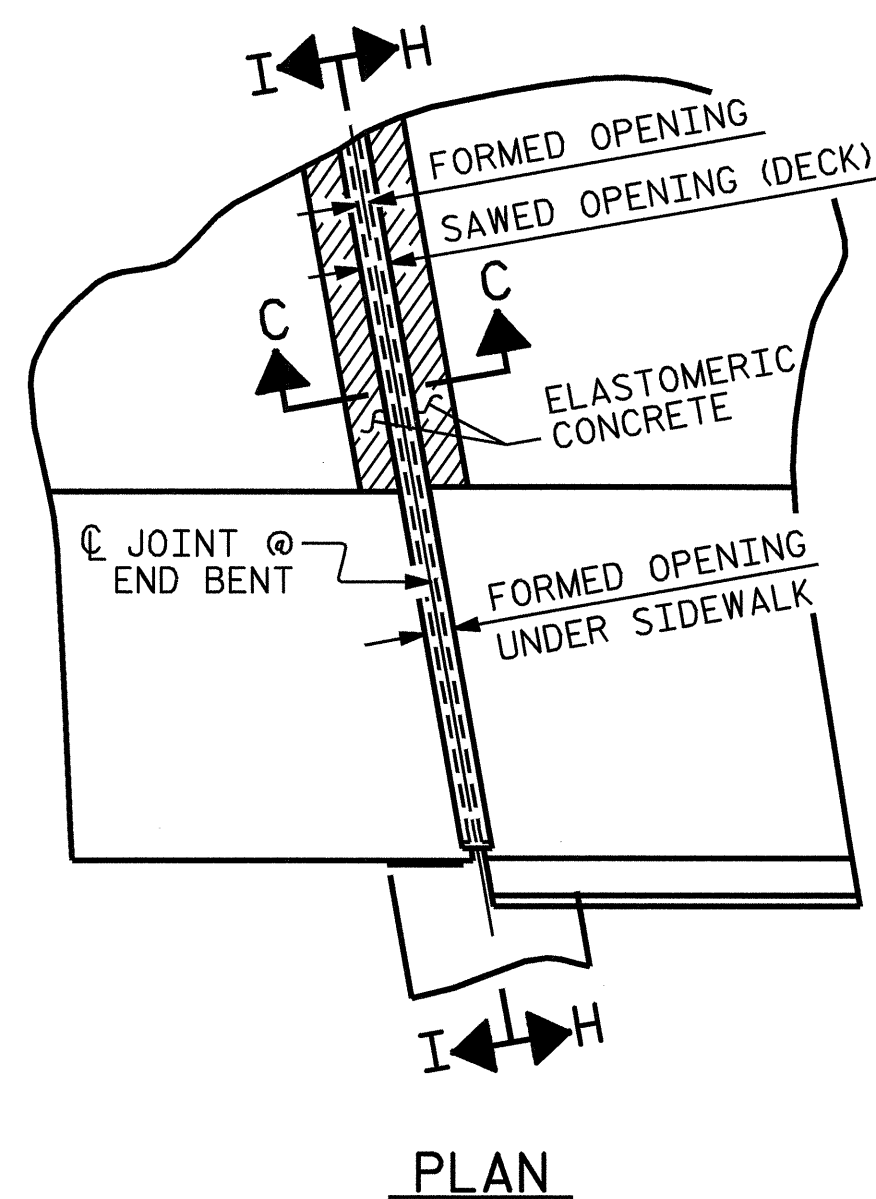 I H
FORMED OPENING
SAWED OPENING (DECK)
C C
ELASTOMERIC
CONCRETE
℄ JOINT @
END BENT
FORMED OPENING
UNDER SIDEWALK
I H
PLAN